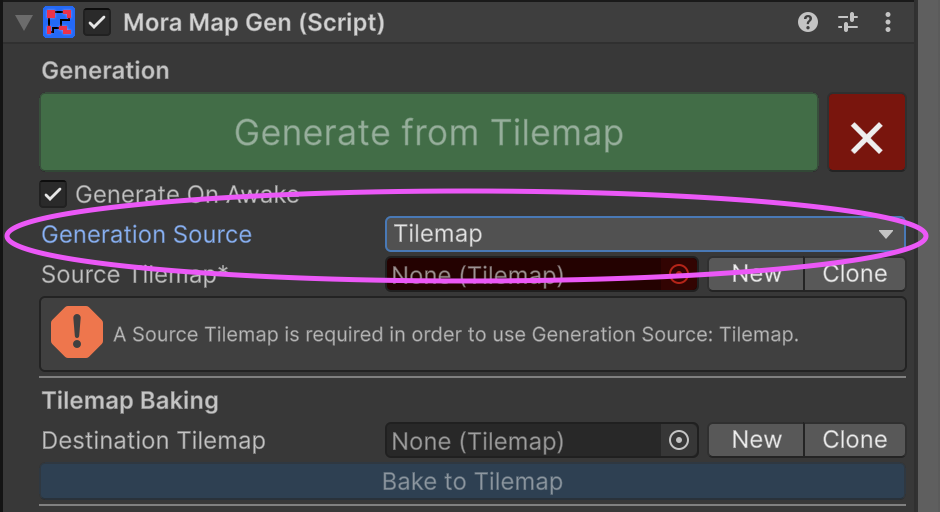 Mora Map Gen (Script)
Generation
Generate from Tilemap
Generate On Awake
Generation Source Tilemap
Source Tilemap* None (Tilemap) New Clone
A Source Tilemap is required in order to use Generation Source: Tilemap.
Tilemap Baking
Destination Tilemap None (Tilemap) New Clone
Bake to Tilemap